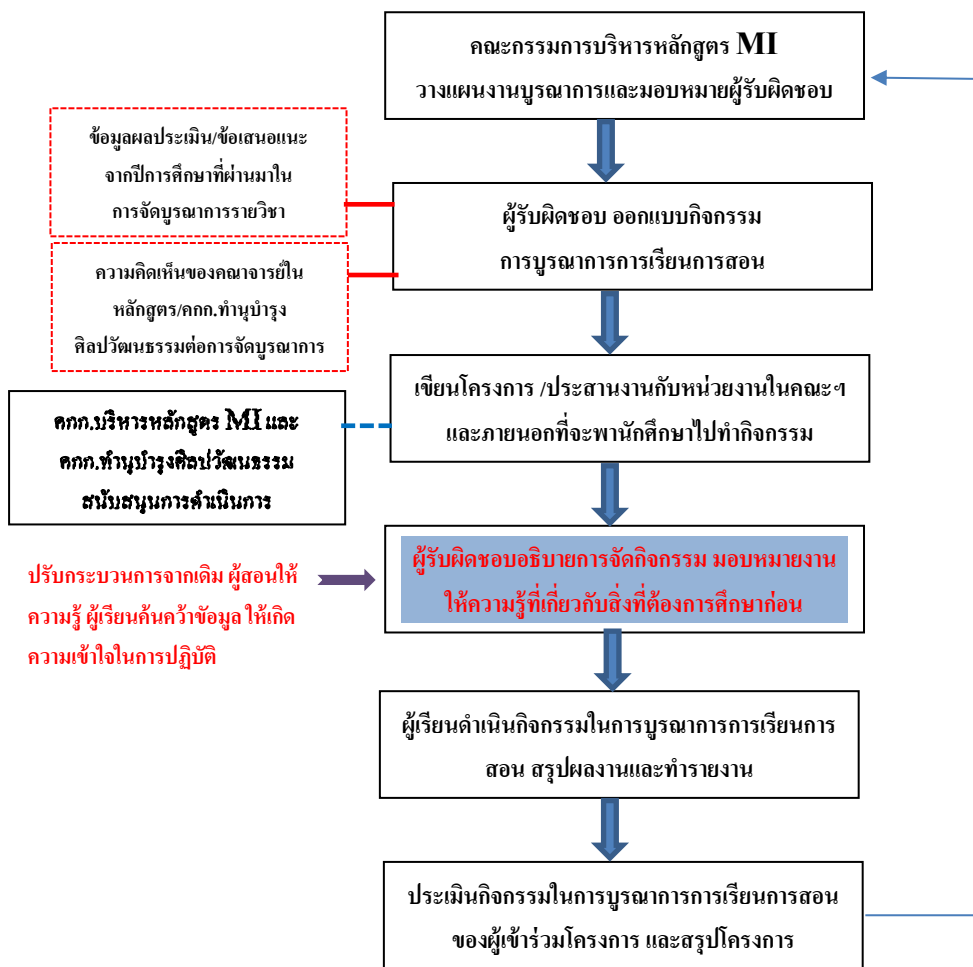 คณะกรรมการบริหารหลักสูตร MI
วางแผนงานบูรณาการและมอบหมายผู้รับผิดชอบ
ข้อมูลผลประเมิน/ข้อเสนอแนะ
จากปีการศึกษาที่ผ่านมาใน
การจัดบูรณาการรายวิชา
ผู้รับผิดชอบ ออกแบบกิจกรรม
การบูรณาการการเรียนการสอน
ความคิดเห็นของคณาจารย์ใน
หลักสูตร/คกก.ทำนุบำรุง
ศิลปวัฒนธรรมต่อการจัดบูรณาการ
เขียนโครงการ /ประสานงานกับหน่วยงานในคณะฯ
และภายนอกที่จะพานักศึกษาไปทำกิจกรรม
คกก.บริหารหลักสูตร MI และ
คกก.ทำนุบำรุงศิลปวัฒนธรรม
สนับสนุนการดำเนินการ
ผู้รับผิดชอบอธิบายการจัดกิจกรรม มอบหมายงาน
ให้ความรู้ที่เกี่ยวกับสิ่งที่ต้องการศึกษาก่อน
ปรับกระบวนการจากเดิม ผู้สอนให้
ความรู้ ผู้เรียนค้นคว้าข้อมูล ให้เกิด
ความเข้าใจในการปฏิบัติ
ผู้เรียนดำเนินกิจกรรมในการบูรณาการการเรียนการ
สอน สรุปผลงานและทำรายงาน
ประเมินกิจกรรมในการบูรณาการการเรียนการสอน
ของผู้เข้าร่วมโครงการ และสรุปโครงการ